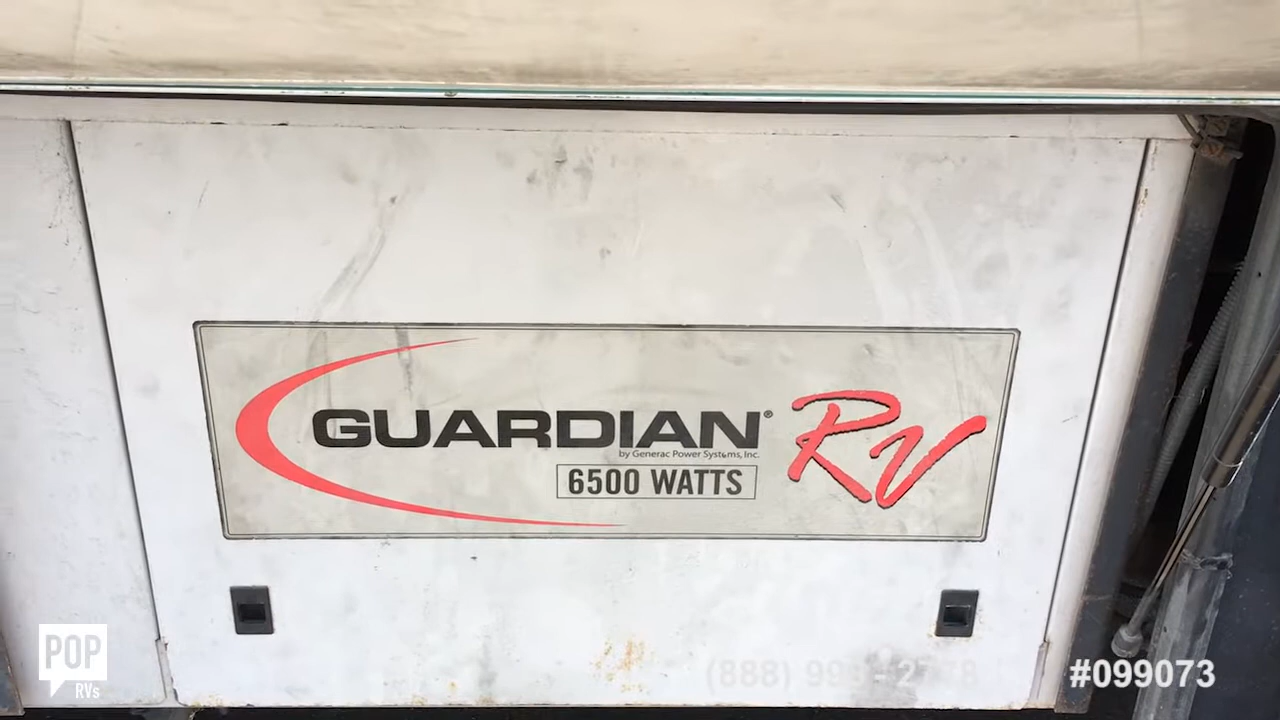 GUARDIAN®
by Generac Power Systems, Inc.
6500 WATTS
RV
POP
RVs
#099073